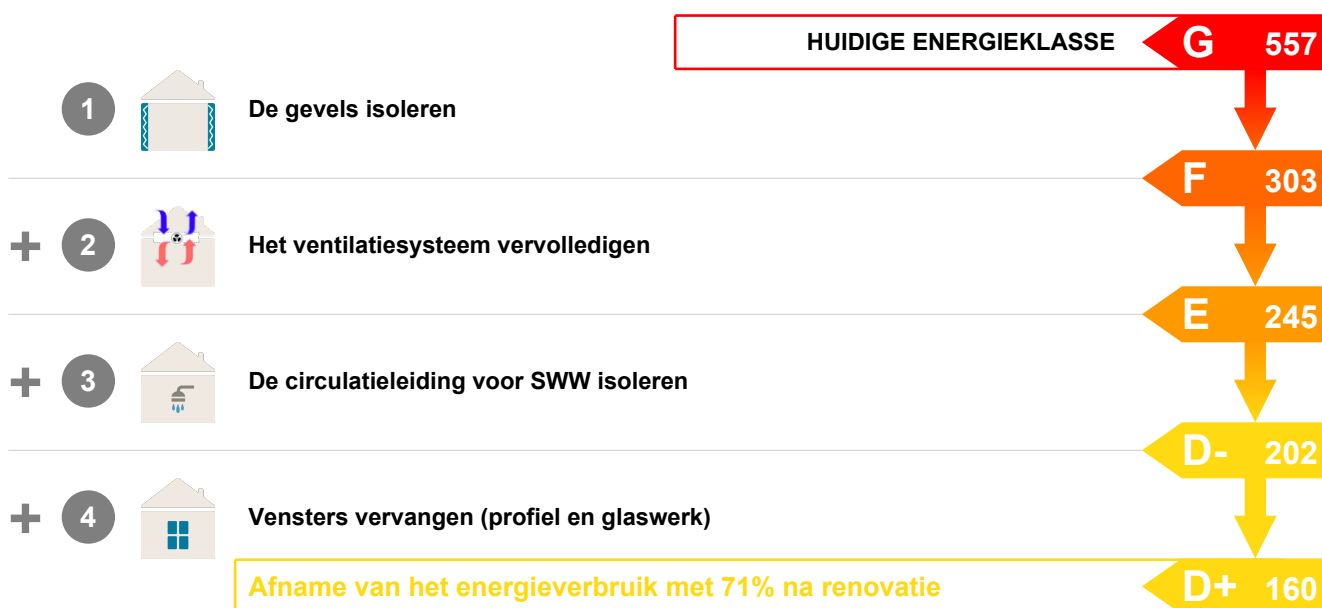 HUIDIGE ENERGIEKLASSE G 557
1 De gevels isoleren
F 303
+ 2 Het ventilatiesysteem vervolledigen
E 245
+ 3 De circulatieleiding voor SWW isoleren
D- 202
+ 4 Vensters vervangen (profiel en glaswerk)
Afname van het energieverbruik met 71% na renovatie D+ 160